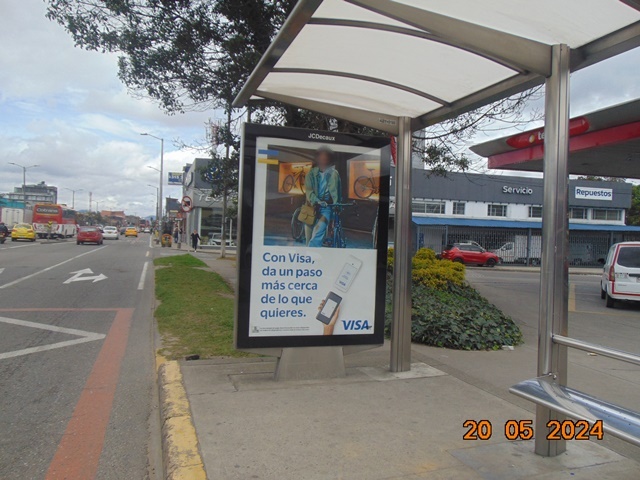 JCDecaux
Servicio
Repuestos
Con Visa,
da un paso
más cerca
de lo que
quieres.
VISA
20 05 2024